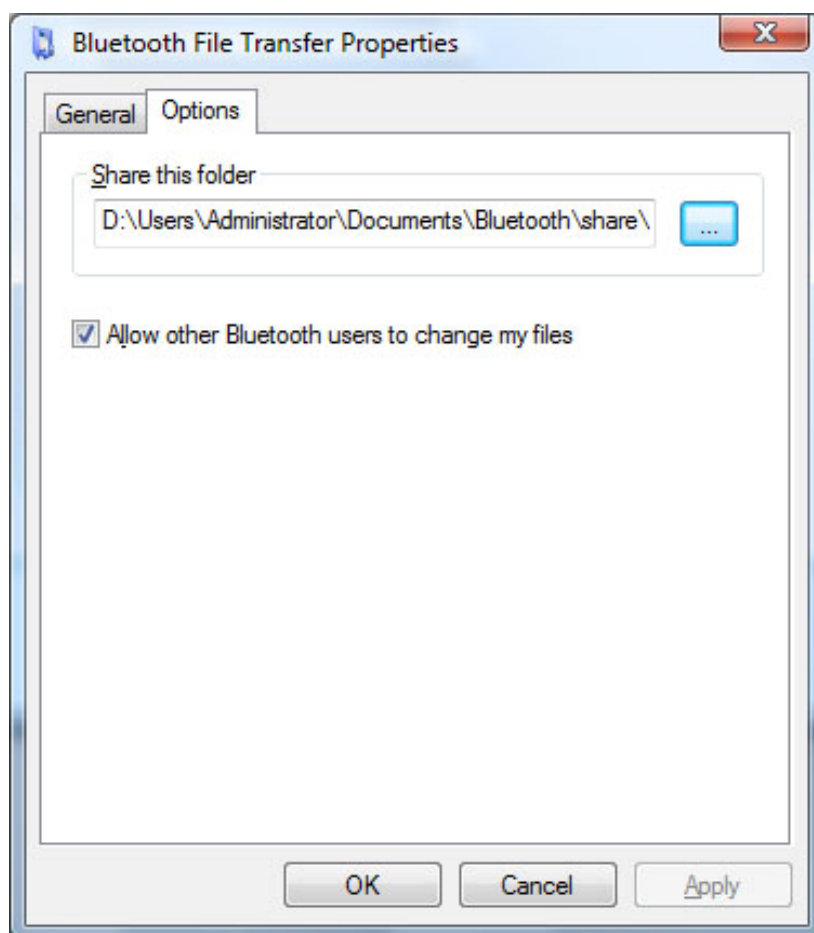 Bluetooth File Transfer Properties
General
Options
Share this folder
D:\Users\Administrator\Documents\Bluetooth\share\
...
Allow other Bluetooth users to change my files
OK
Cancel
Apply